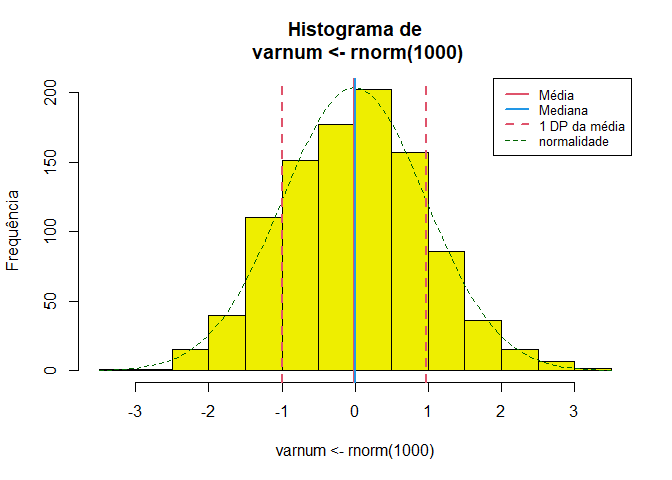 Histograma de
varnum <- rnorm(1000)
Média
Mediana
1 DP da média
normalidade
Frequência
200
150
100
50
0
-3 -2 -1 0 1 2 3
varnum <- rnorm(1000)